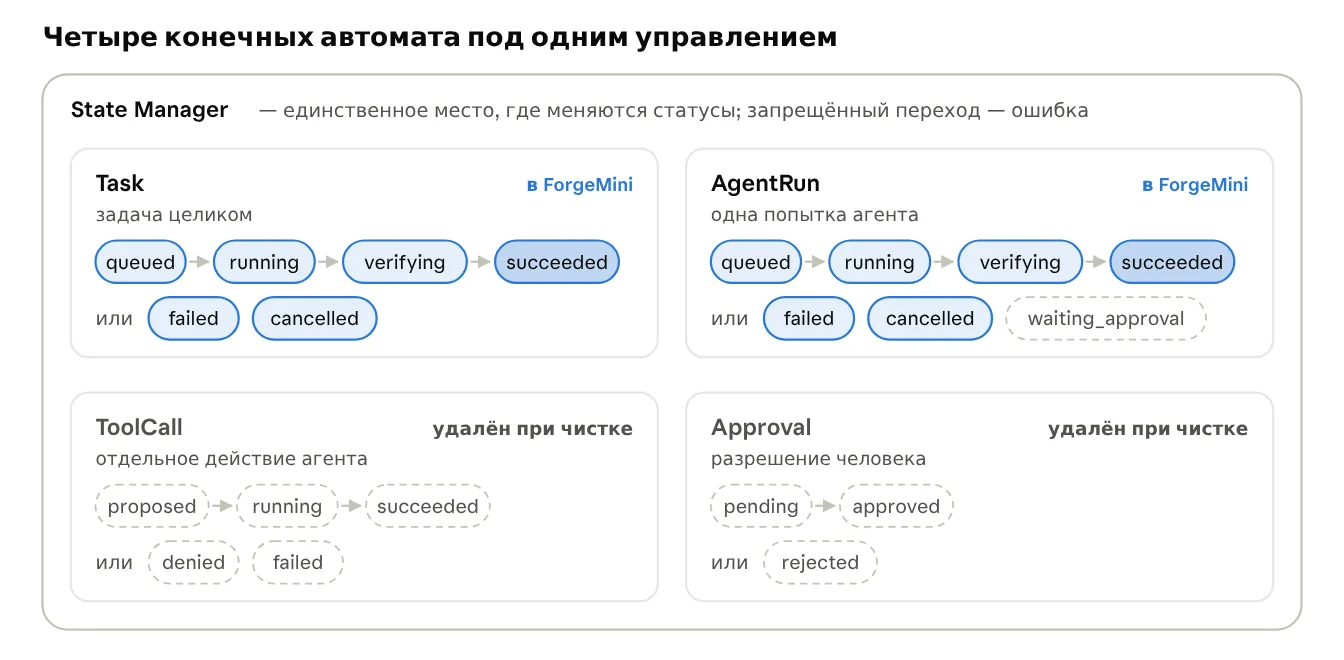 Четыре конечных автомата под одним управлением
State Manager — единственное место, где меняются статусы; запрещённый переход — ошибка
Task в ForgeMini
задача целиком
queued running verifying succeeded
или failed cancelled
AgentRun в ForgeMini
одна попытка агента
queued running verifying succeeded
или failed cancelled waiting_approval
ToolCall удалён при чистке
отдельное действие агента
proposed running succeeded
или denied failed
Approval удалён при чистке
разрешение человека
pending approved
или rejected